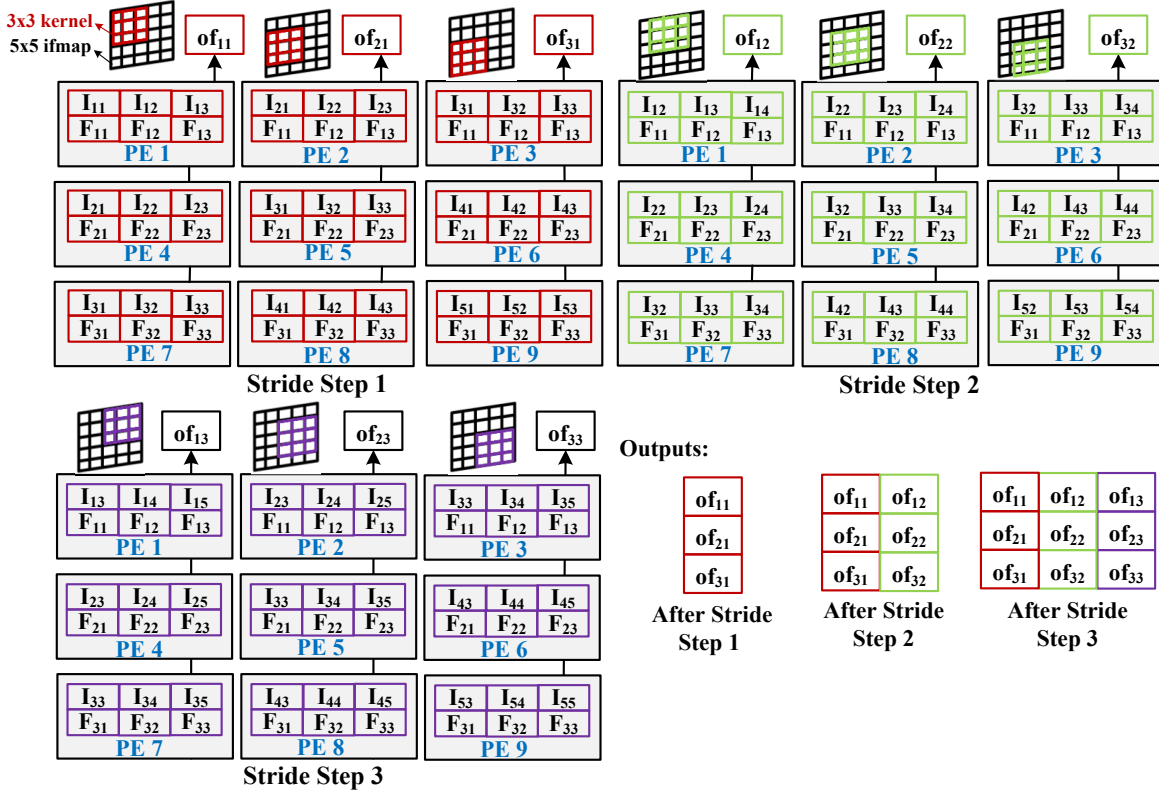 3x3 kernel
5x5 ifmap
of11 of21 of31 of12 of22 of32
I11 I12 I13 I21 I22 I23 I31 I32 I33 I12 I13 I14 I22 I23 I24 I32 I33 I34
F11 F12 F13 F11 F12 F13 F11 F12 F13 F11 F12 F13 F11 F12 F13 F11 F12 F13
PE 1 PE 2 PE 3 PE 1 PE 2 PE 3
I21 I22 I23 I31 I32 I33 I41 I42 I43 I22 I23 I24 I32 I33 I34 I42 I43 I44
F21 F22 F23 F21 F22 F23 F21 F22 F23 F21 F22 F23 F21 F22 F23 F21 F22 F23
PE 4 PE 5 PE 6 PE 4 PE 5 PE 6
I31 I32 I33 I41 I42 I43 I51 I52 I53 I32 I33 I34 I42 I43 I44 I52 I53 I54
F31 F32 F33 F31 F32 F33 F31 F32 F33 F31 F32 F33 F31 F32 F33 F31 F32 F33
PE 7 PE 8 PE 9 PE 7 PE 8 PE 9
Stride Step 1 Stride Step 2
of13 of23 of33
I13 I14 I15 I23 I24 I25 I33 I34 I35
F11 F12 F13 F11 F12 F13 F11 F12 F13
PE 1 PE 2 PE 3
I23 I24 I25 I33 I34 I35 I43 I44 I45
F21 F22 F23 F21 F22 F23 F21 F22 F23
PE 4 PE 5 PE 6
I33 I34 I35 I43 I44 I45 I53 I54 I55
F31 F32 F33 F31 F32 F33 F31 F32 F33
PE 7 PE 8 PE 9
Stride Step 3
Outputs:
of11
of21
of31
After Stride
Step 1
of11 of12
of21 of22
of31 of32
After Stride
Step 2
of11 of12 of13
of21 of22 of23
of31 of32 of33
After Stride
Step 3